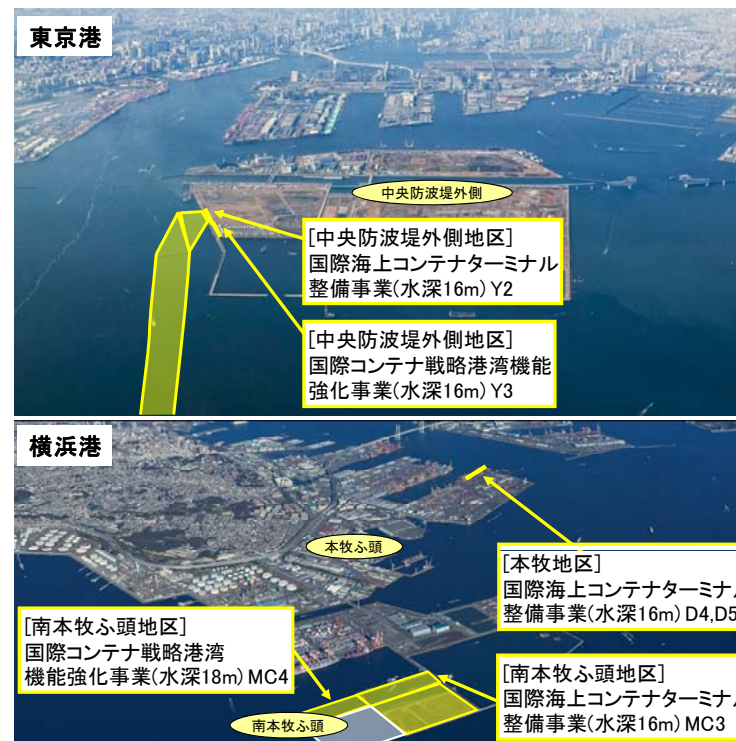 東京港
中央防波堤外側
[中央防波堤外側地区]
国際海上コンテナターミナル
整備事業(水深16m) Y2
[中央防波堤外側地区]
国際コンテナ戦略港湾機能
強化事業(水深16m) Y3
横浜港
本牧ふ頭
[本牧地区]
国際海上コンテナターミナル
整備事業(水深16m) D4,D5
[南本牧ふ頭地区]
国際コンテナ戦略港湾
機能強化事業(水深18m) MC4
[南本牧ふ頭地区]
国際海上コンテナターミナル
整備事業(水深16m) MC3
南本牧ふ頭